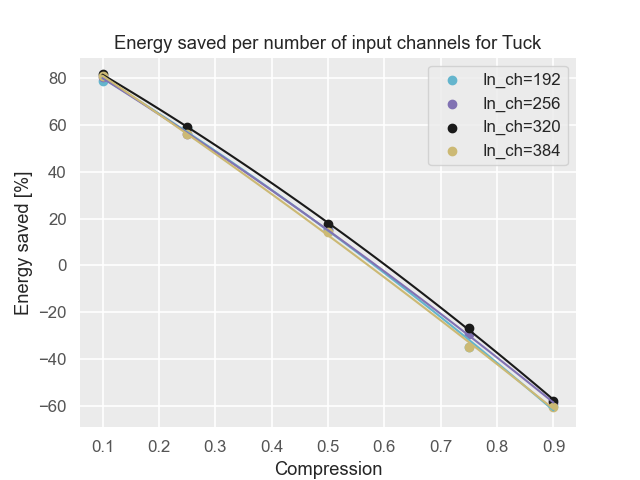 Energy saved per number of input channels for Tuck
80
60
40
20
0
−20
−40
−60
Energy saved [%]
In_ch=192
In_ch=256
In_ch=320
In_ch=384
0.1 0.2 0.3 0.4 0.5 0.6 0.7 0.8 0.9
Compression